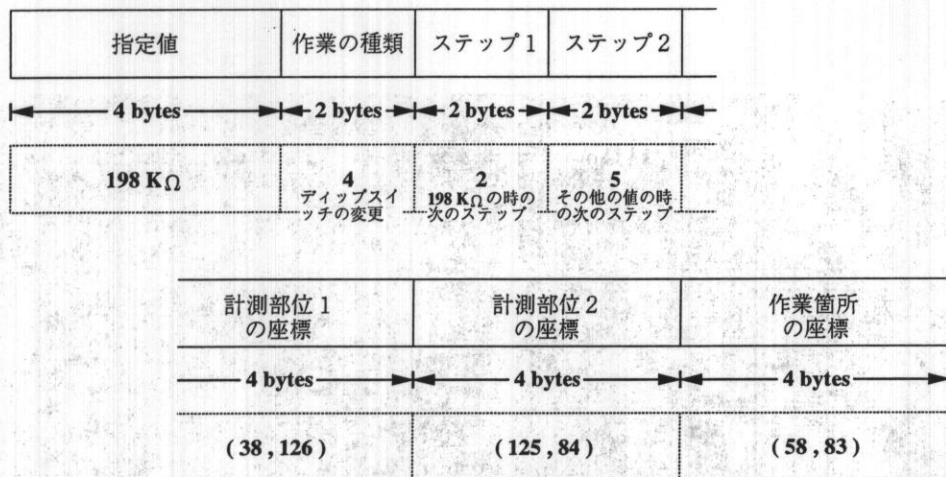 指定値 作業の種類 ステップ1 ステップ2
4 bytes 2 bytes 2 bytes 2 bytes
198 KΩ 4 2 5
ディップスイ 198 KΩの時の その他の値の時
ッチの変更 次のステップ の次のステップ
計測部位1 計測部位2 作業箇所
の座標 の座標 の座標
4 bytes 4 bytes 4 bytes
( 38 , 126 ) ( 125 , 84 ) ( 58 , 83 )